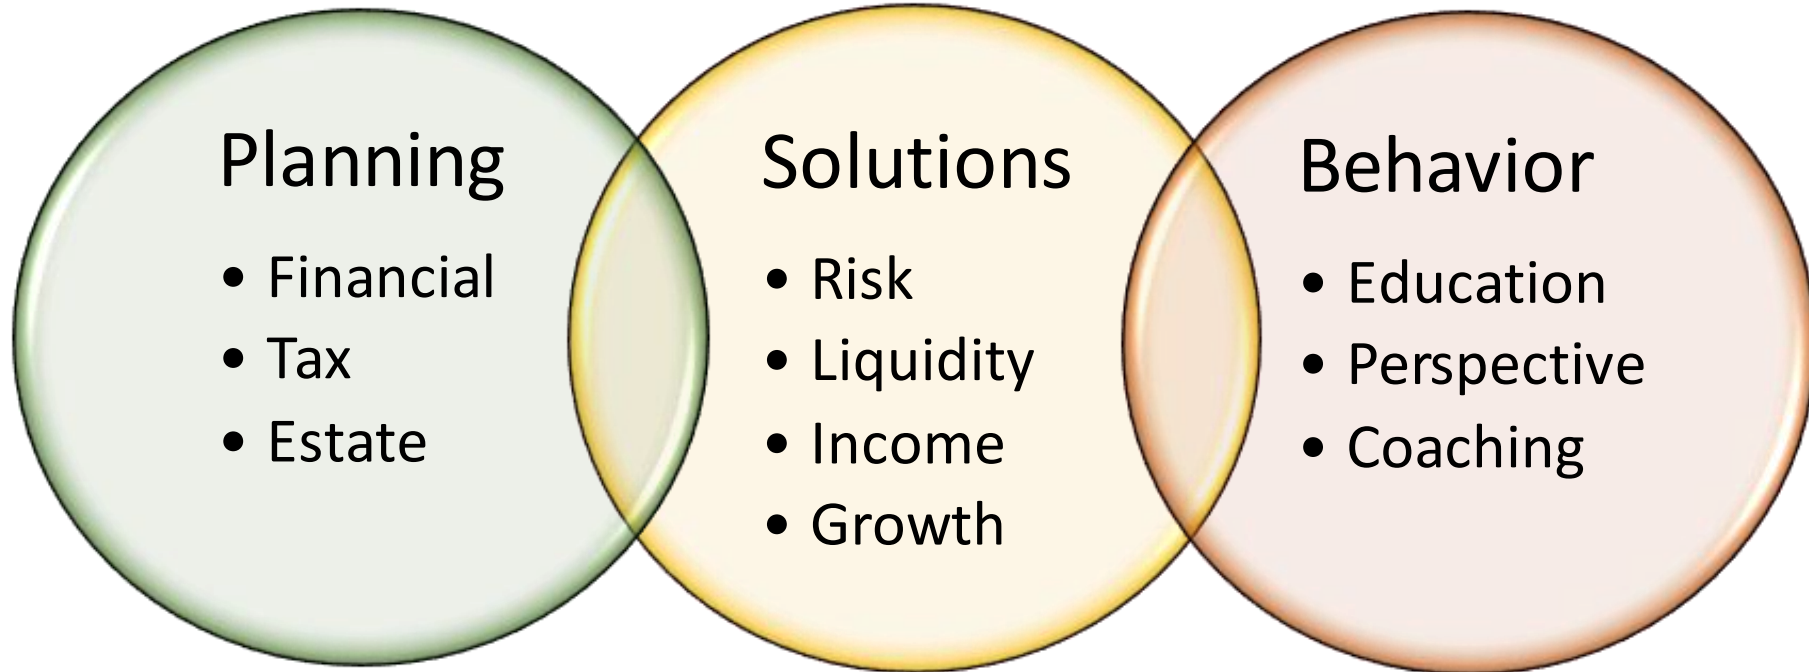 Planning
• Financial
• Tax
• Estate
Solutions
• Risk
• Liquidity
• Income
• Growth
Behavior
• Education
• Perspective
• Coaching